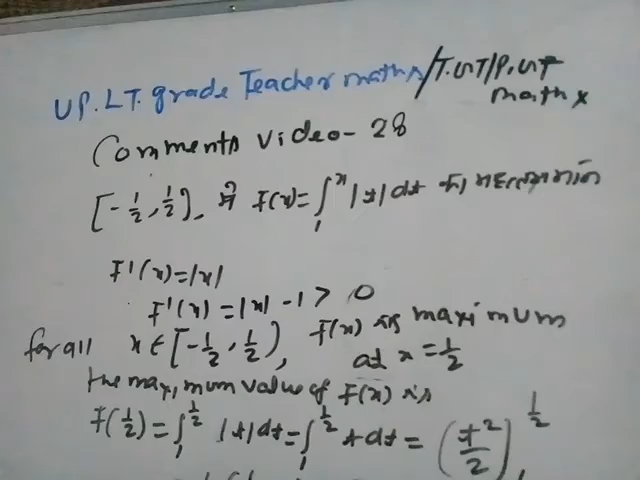 UP.LT. grade Teacher maths/T.GT/P.GT
mathx
Comments video-28
[-1/2, 1/2], में F(x)=∫₁ˣ |t|dt का महत्तममान
F'(x)=|x|
F'(x)=|x| -1> 0
for all x∈[-1/2, 1/2], f(x) is maximum
at x=1/2
the maximum value of F(x) is
F(1/2)=∫₁^(1/2) |t|dt=∫₁^(1/2) t dt=(t²/2)₁^(1/2)